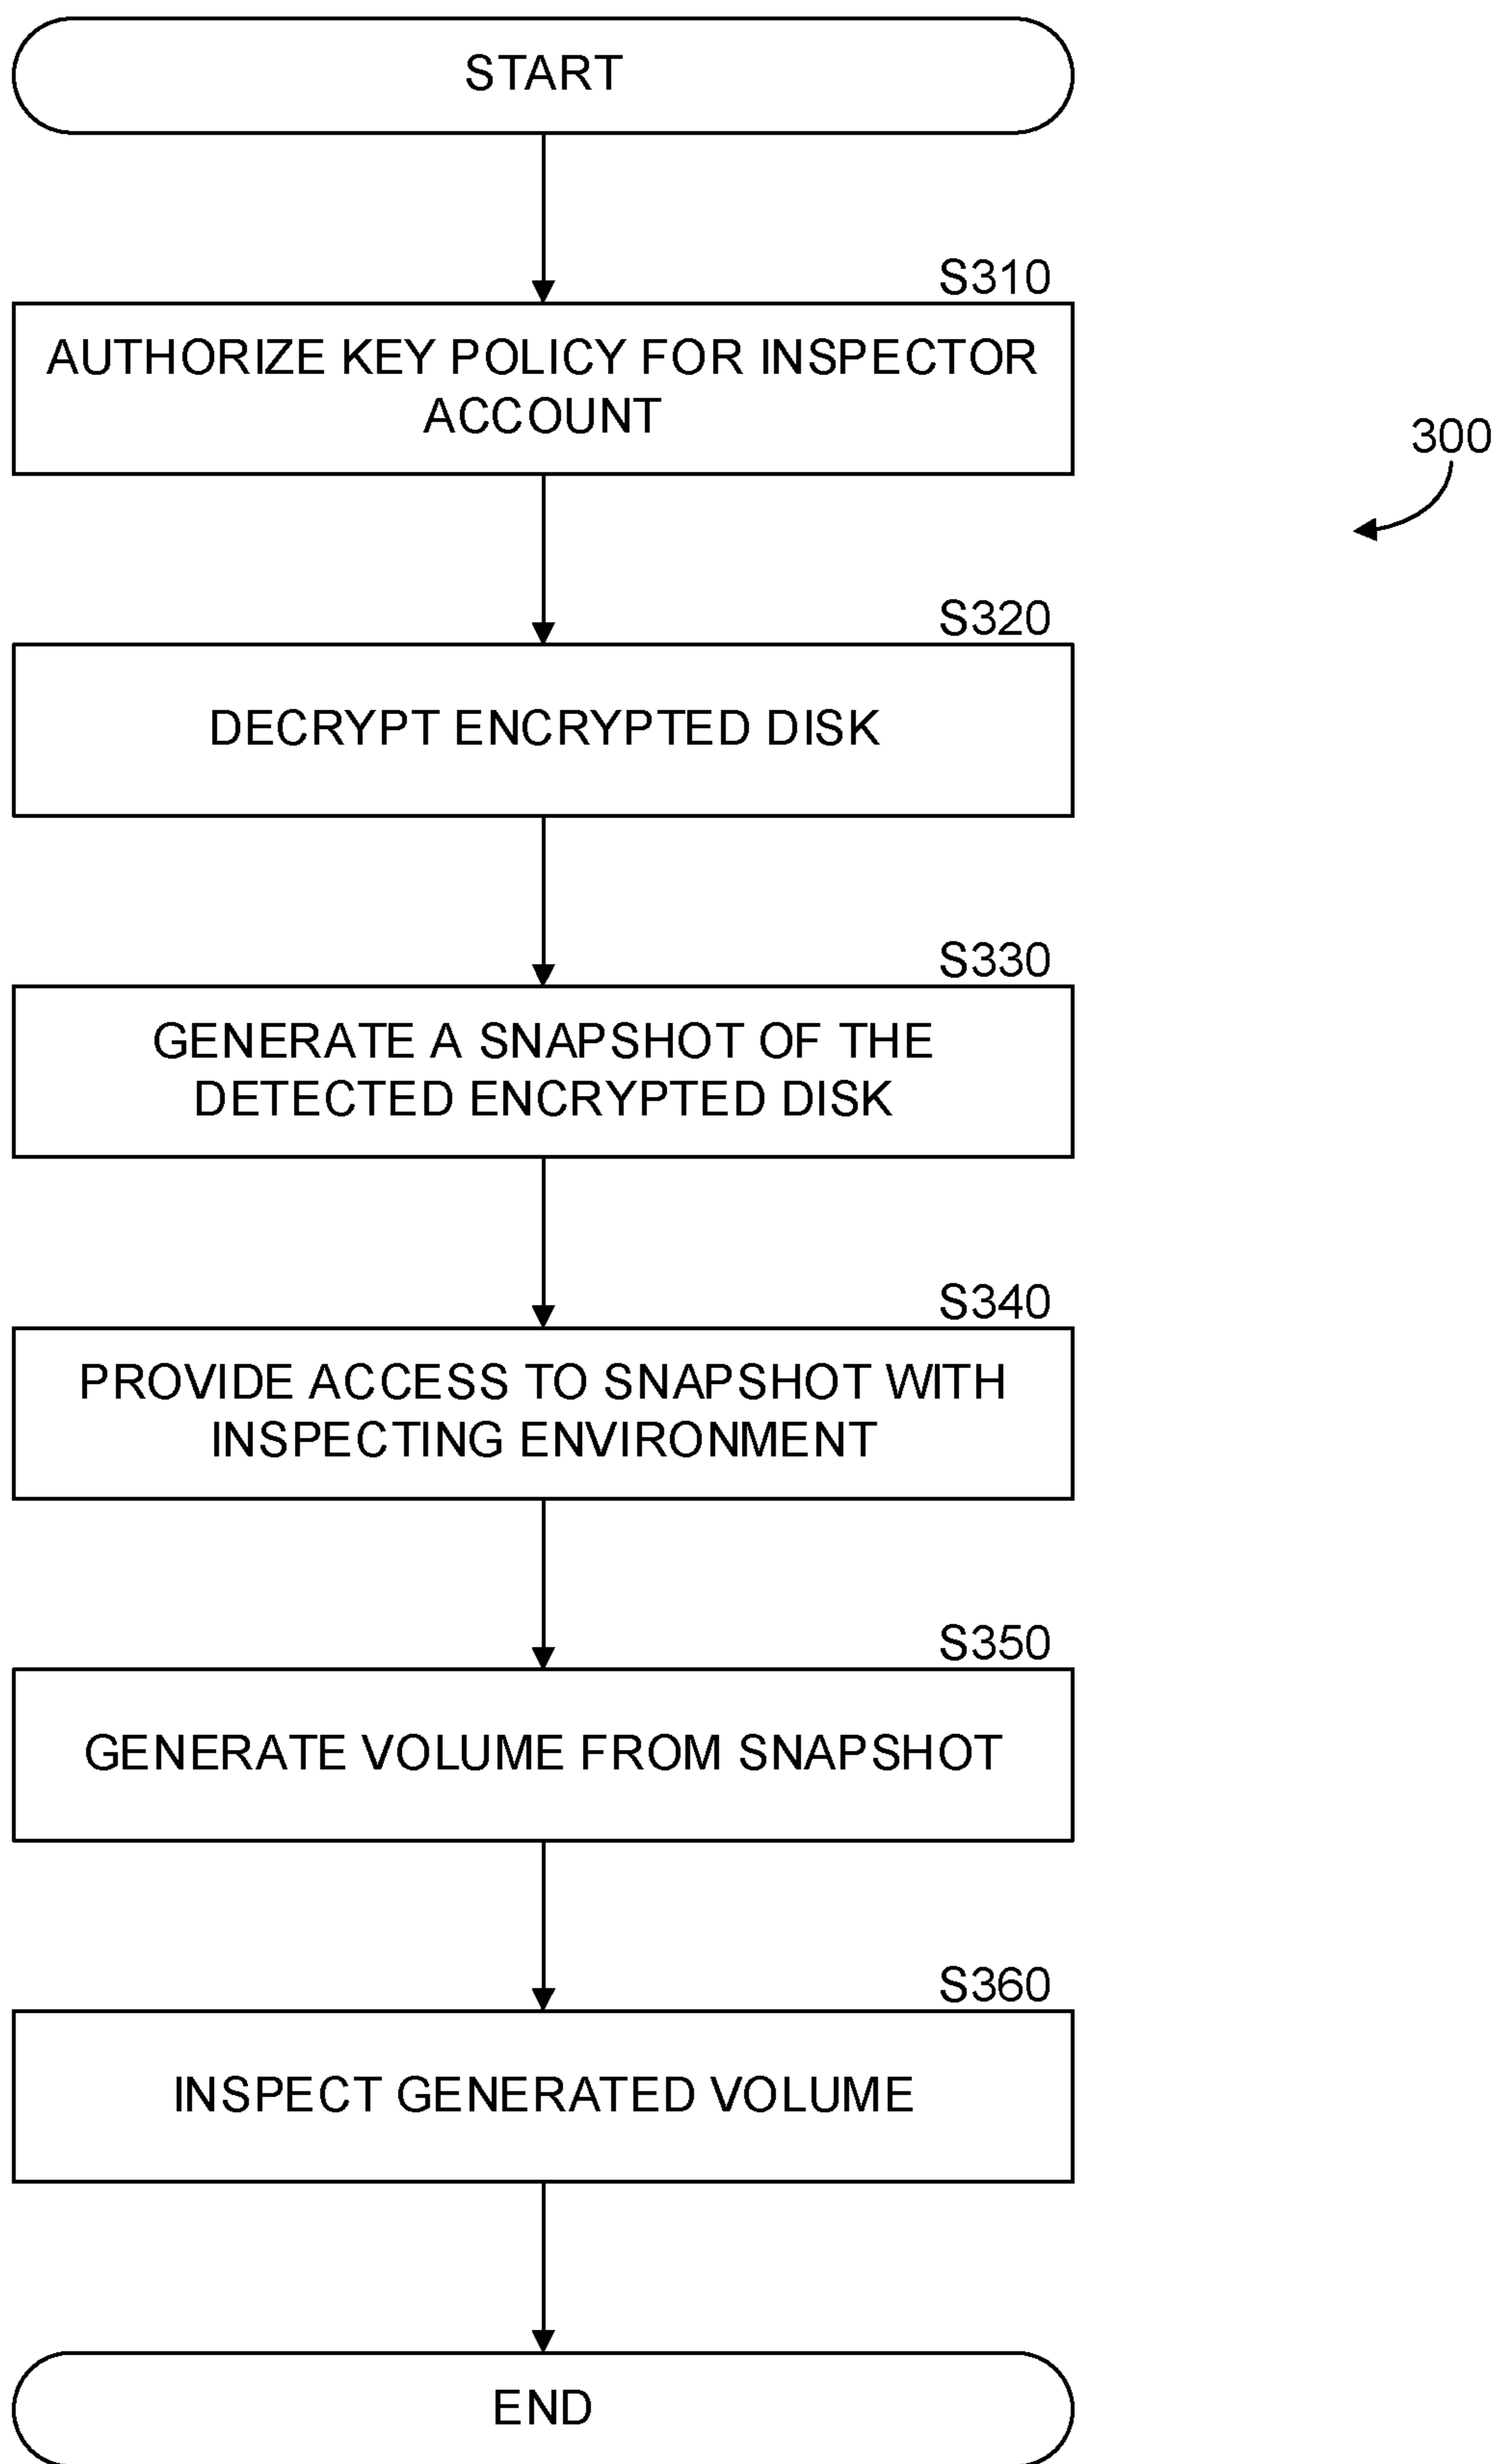 START
S310
AUTHORIZE KEY POLICY FOR INSPECTOR
ACCOUNT
300
S320
DECRYPT ENCRYPTED DISK
S330
GENERATE A SNAPSHOT OF THE
DETECTED ENCRYPTED DISK
S340
PROVIDE ACCESS TO SNAPSHOT WITH
INSPECTING ENVIRONMENT
S350
GENERATE VOLUME FROM SNAPSHOT
S360
INSPECT GENERATED VOLUME
END